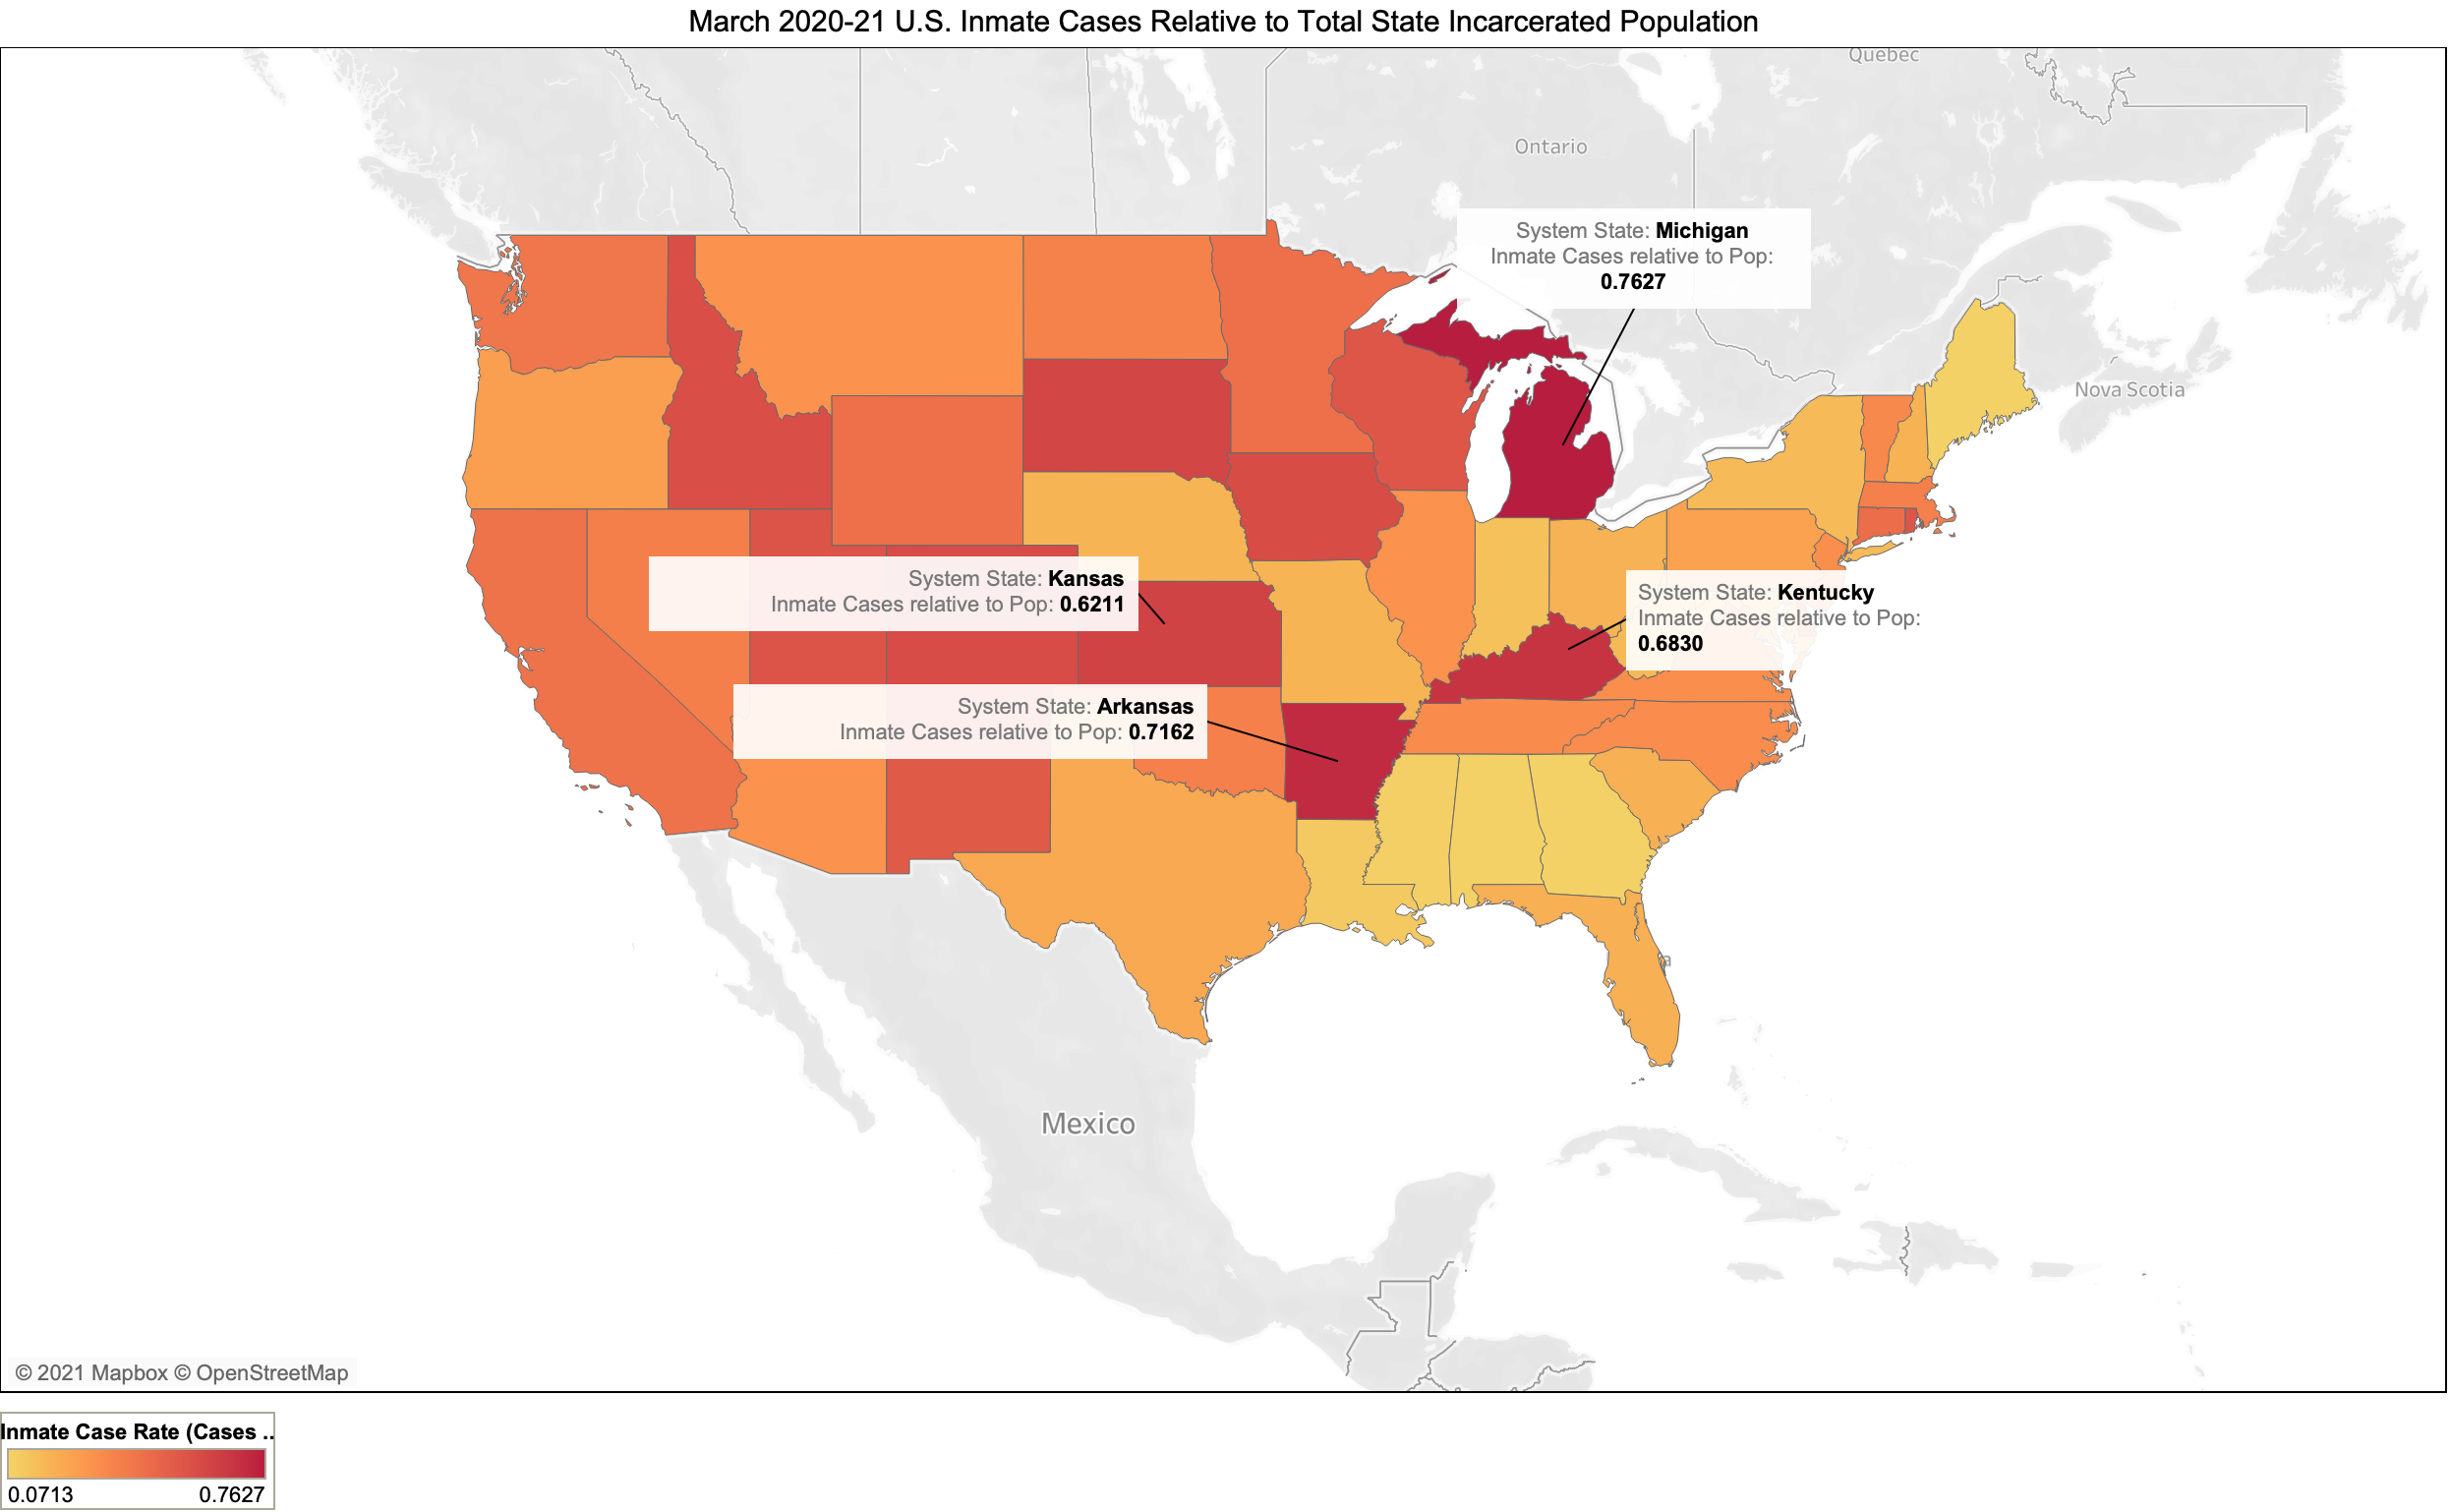 March 2020-21 U.S. Inmate Cases Relative to Total State Incarcerated Population
Quebec
Ontario
System State: Michigan
Inmate Cases relative to Pop:
0.7627
Nova Scotia
System State: Kansas
Inmate Cases relative to Pop: 0.6211
System State: Kentucky
Inmate Cases relative to Pop:
0.6830
System State: Arkansas
Inmate Cases relative to Pop: 0.7162
Mexico
© 2021 Mapbox © OpenStreetMap
Inmate Case Rate (Cases ..
0.0713 0.7627